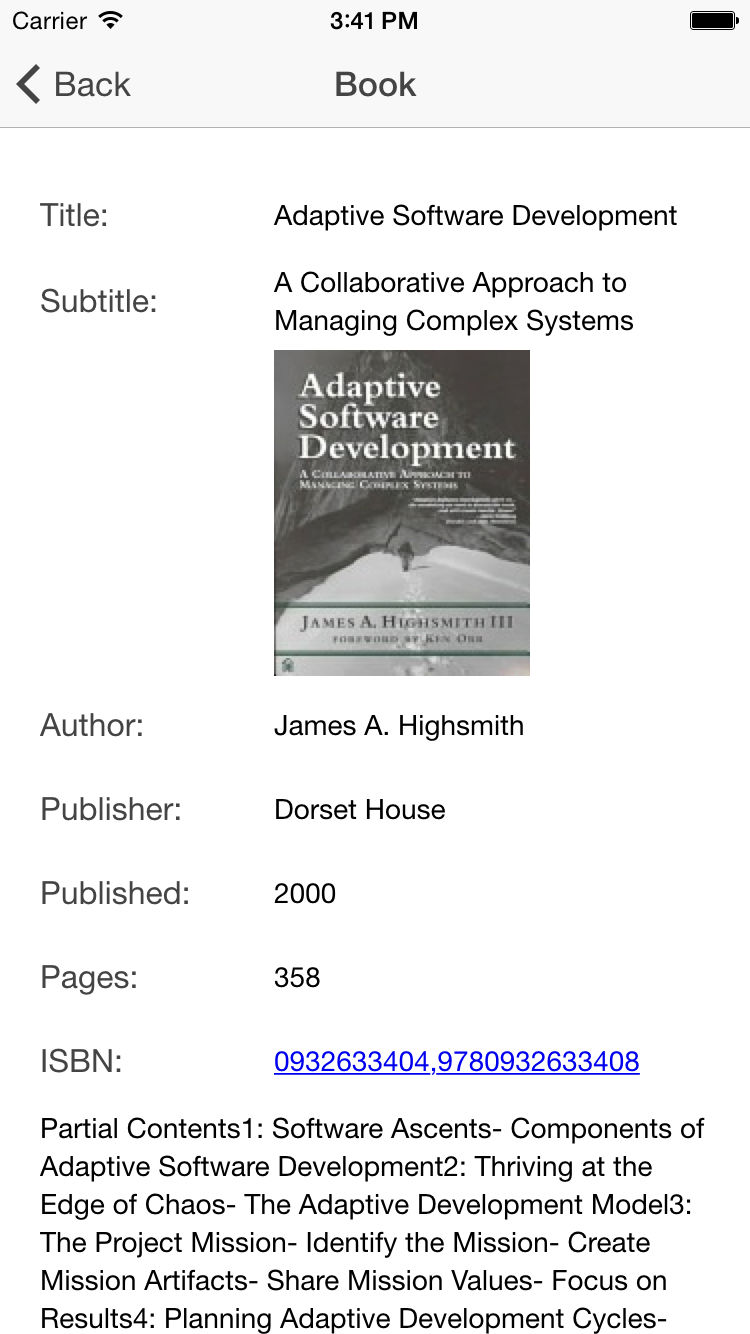 Carrier 3:41 PM
Back Book
Title: Adaptive Software Development
Subtitle: A Collaborative Approach to
Managing Complex Systems
Adaptive
Software
Development
A Collaborative Approach to
Managing Complex Systems
James A. Highsmith III
Foreword by Ken Orr
Author: James A. Highsmith
Publisher: Dorset House
Published: 2000
Pages: 358
ISBN: 0932633404,9780932633408
Partial Contents1: Software Ascents- Components of
Adaptive Software Development2: Thriving at the
Edge of Chaos- The Adaptive Development Model3:
The Project Mission- Identify the Mission- Create
Mission Artifacts- Share Mission Values- Focus on
Results4: Planning Adaptive Development Cycles-